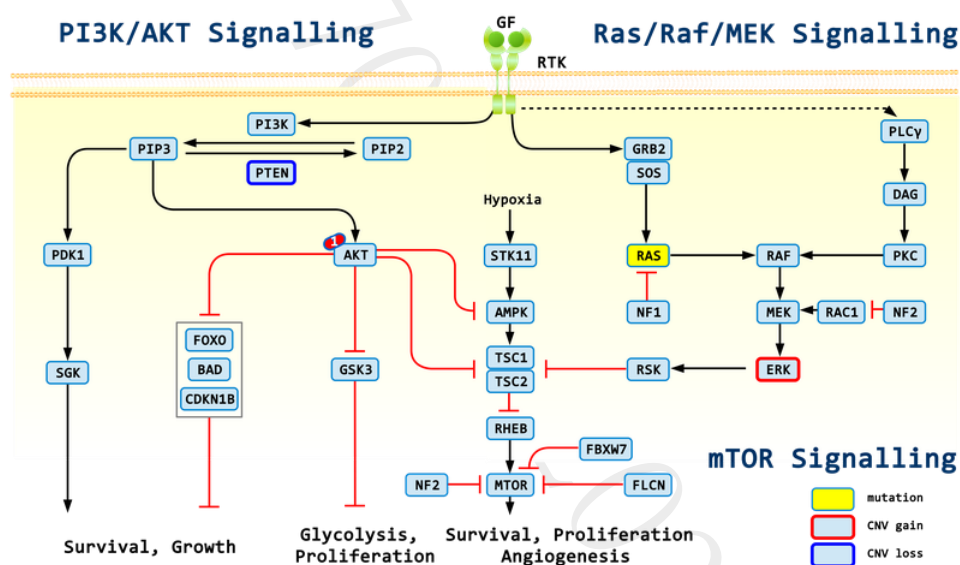 PI3K/AKT Signalling
GF
Ras/Raf/MEK Signalling
RTK
PI3K
PLCγ
PIP3
PIP2
GRB2
PTEN
SOS
DAG
Hypoxia
1
PDK1
AKT
STK11
RAS
RAF
PKC
AMPK
NF1
MEK
RAC1
NF2
FOXO
BAD
CDKN1B
SGK
GSK3
TSC1
TSC2
RSK
ERK
RHEB
FBXW7
mTOR Signalling
NF2
MTOR
FLCN
mutation
CNV gain
CNV loss
Survival, Growth
Glycolysis,
Proliferation
Survival, Proliferation
Angiogenesis